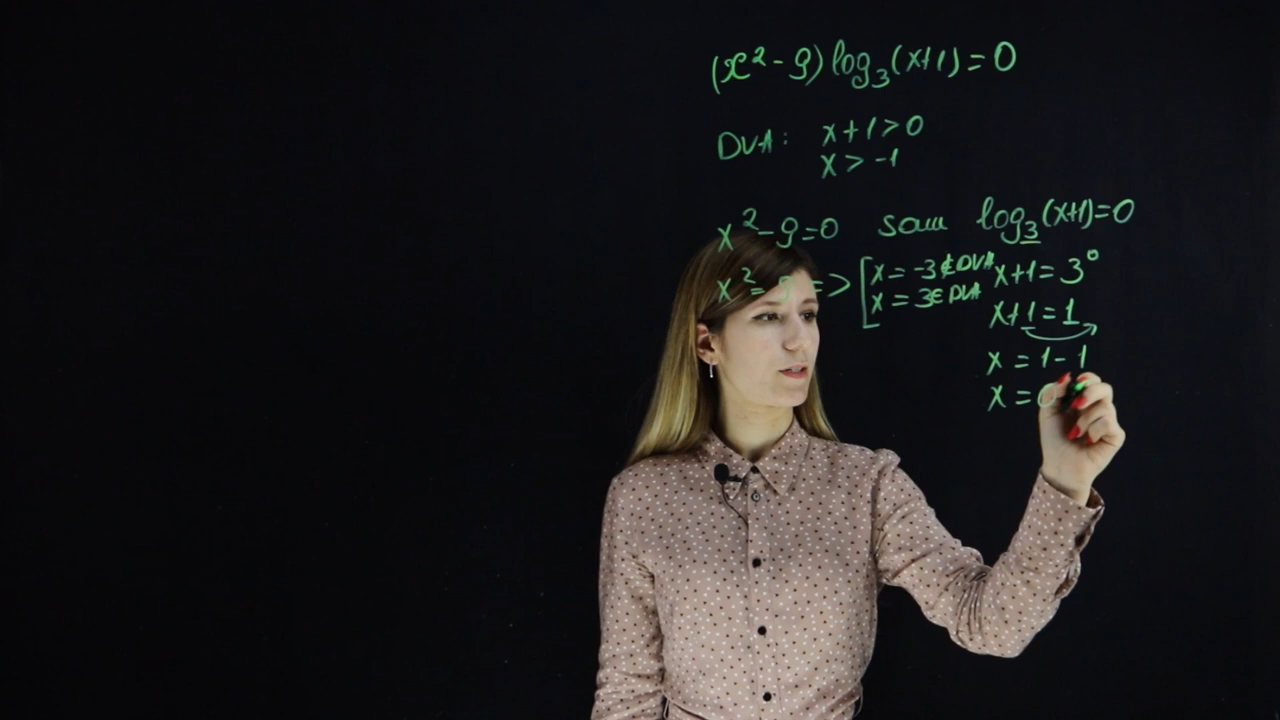 (x² - 9) log₃(x+1) = 0
DVA: x+1 > 0
x > -1
x² - 9 = 0 sau log₃(x+1) = 0
x² = 9 => [ x = -3 ∉ DVA
x = 3 ∈ DVA
x+1 = 3⁰
x+1 = 1
x = 1 - 1
x = 0